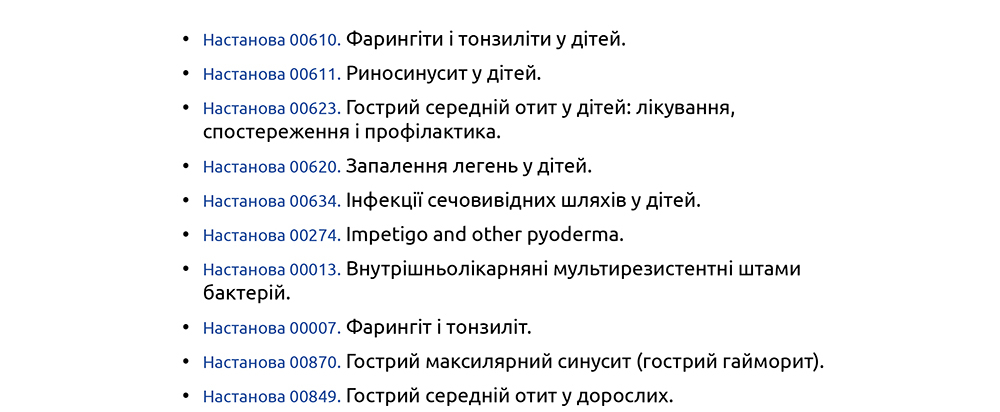 • Настанова 00610. Фарингіти і тонзиліти у дітей.
• Настанова 00611. Риносинусит у дітей.
• Настанова 00623. Гострий середній отит у дітей: лікування,
спостереження і профілактика.
• Настанова 00620. Запалення легень у дітей.
• Настанова 00634. Інфекції сечовивідних шляхів у дітей.
• Настанова 00274. Impetigo and other pyoderma.
• Настанова 00013. Внутрішньолікарняні мультирезистентні штами
бактерій.
• Настанова 00007. Фарингіт і тонзиліт.
• Настанова 00870. Гострий максилярний синусит (гострий гайморит).
• Настанова 00849. Гострий середній отит у дорослих.